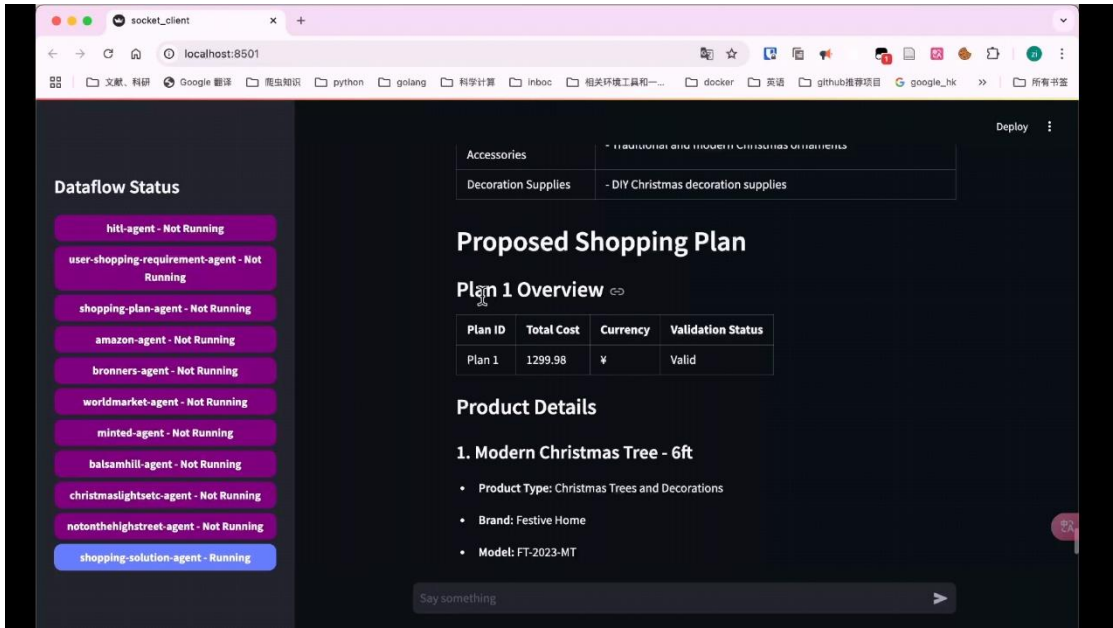 socket_client
localhost:8501
文献、科研
Google 翻译
爬虫知识
python
golang
科学计算
inboc
相关环境工具和一...
docker
英语
github推荐项目
google_hk
所有书签
Deploy
Dataflow Status
hitl-agent - Not Running
user-shopping-requirement-agent - Not
Running
shopping-plan-agent - Not Running
amazon-agent - Not Running
bronners-agent - Not Running
worldmarket-agent - Not Running
minted-agent - Not Running
balsamhill-agent - Not Running
christmaslightsetc-agent - Not Running
notonthehighstreet-agent - Not Running
shopping-solution-agent - Running
Accessories - Traditional and modern Christmas ornaments
Decoration Supplies - DIY Christmas decoration supplies
Proposed Shopping Plan
Plan 1 Overview
Plan ID Total Cost Currency Validation Status
Plan 1 1299.98 ¥ Valid
Product Details
1. Modern Christmas Tree - 6ft
• Product Type: Christmas Trees and Decorations
• Brand: Festive Home
• Model: FT-2023-MT
Say something